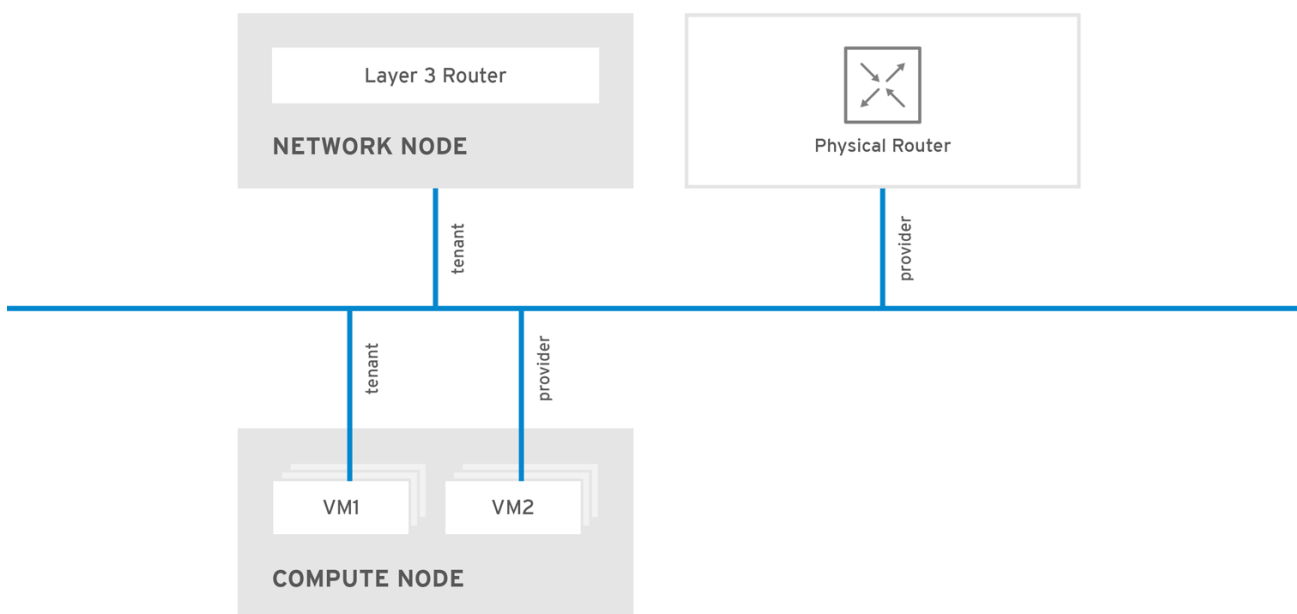 Layer 3 Router
NETWORK NODE
Physical Router
tenant
provider
tenant
provider
VM1
VM2
COMPUTE NODE